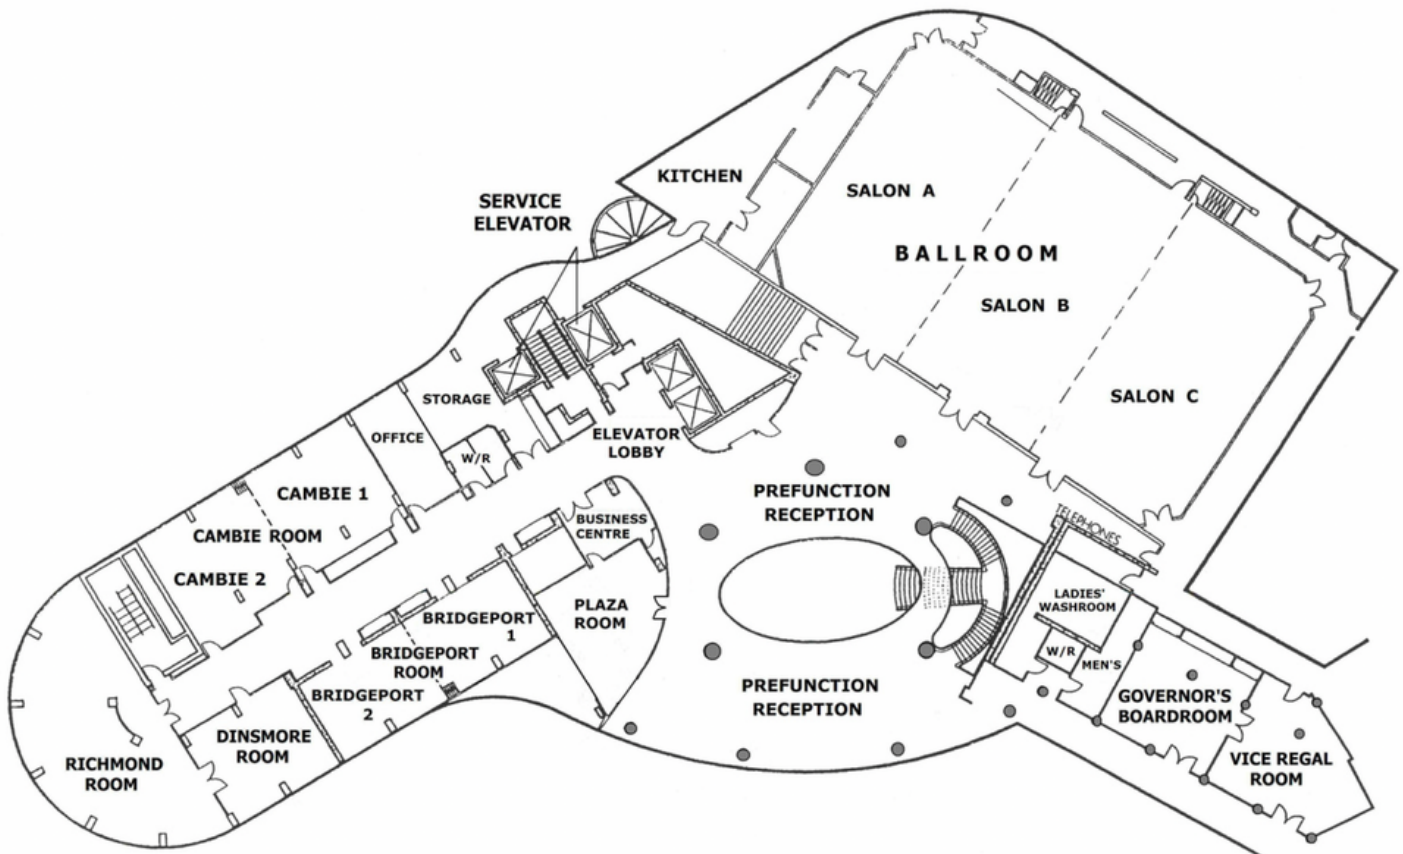 KITCHEN
SALON A
SERVICE
ELEVATOR
BALLROOM
SALON B
SALON C
STORAGE
OFFICE
W/R
ELEVATOR
LOBBY
CAMBIE 1
CAMBIE ROOM
CAMBIE 2
PREFUNCTION
RECEPTION
TELEPHONES
BUSINESS
CENTRE
PLAZA
ROOM
LADIES'
WASHROOM
W/R
MEN'S
BRIDGEPORT
1
BRIDGEPORT
ROOM
BRIDGEPORT
2
PREFUNCTION
RECEPTION
GOVERNOR'S
BOARDROOM
VICE REGAL
ROOM
DINSMORE
ROOM
RICHMOND
ROOM